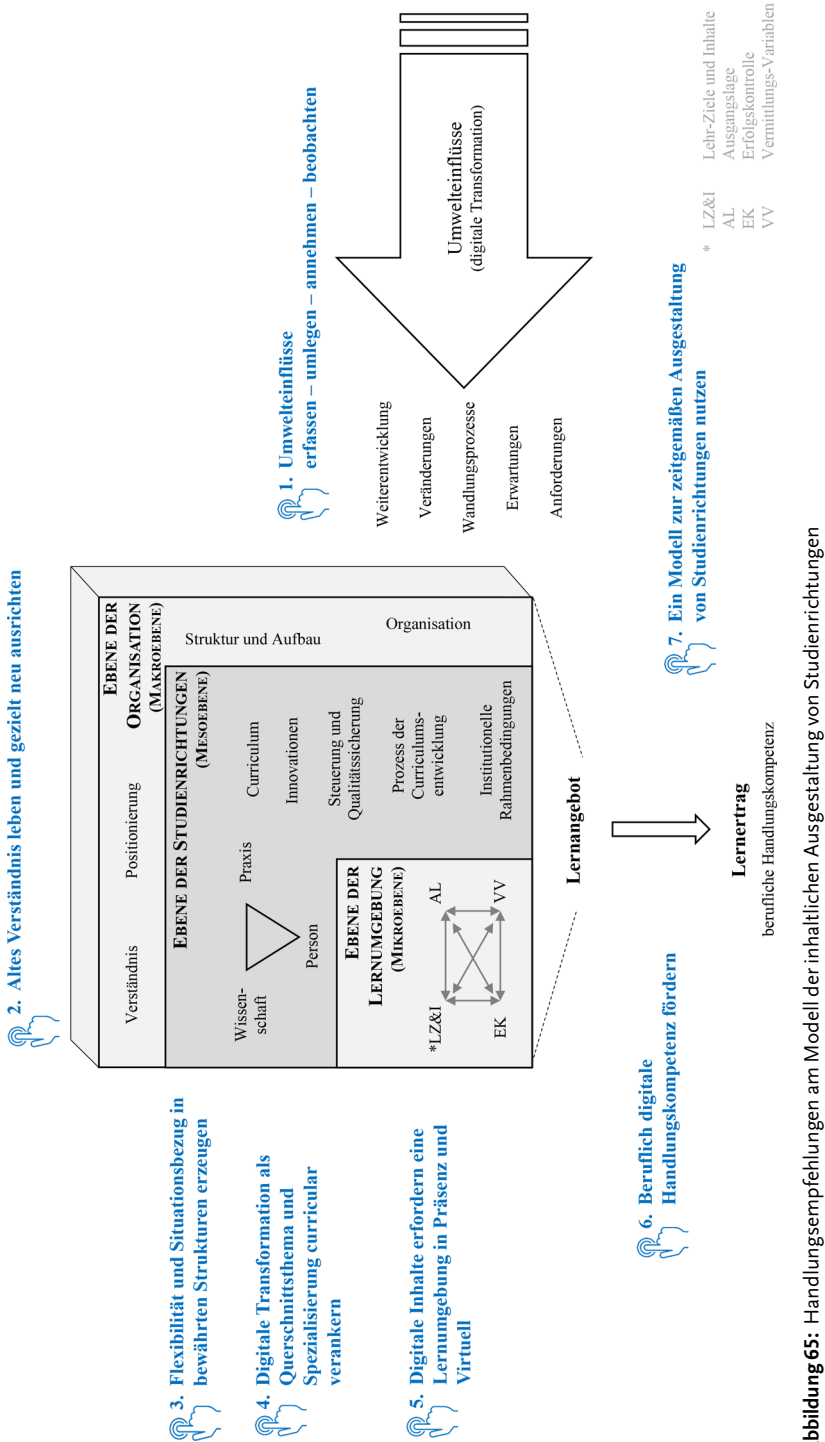 2. Altes Verständnis leben und gezielt neu ausrichten
3. Flexibilität und Situationsbezug in
bewährten Strukturen erzeugen
4. Digitale Transformation als
Querschnittsthema und
Spezialisierung curricular
verankern
5. Digitale Inhalte erfordern eine
Lernumgebung in Präsenz und
Virtuell
Verständnis
Positionierung
EBENE DER
ORGANISATION
(MAKROEBENE)
Struktur und Aufbau
Organisation
EBENE DER STUDIENRICHTUNGEN
(MESOEBENE)
Wissen-
schaft
Praxis
Person
Curriculum
Innovationen
Steuerung und
Qualitätssicherung
Prozess der
Curriculums-
entwicklung
Institutionelle
Rahmenbedingungen
EBENE DER
LERNUMGEBUNG
(MIKROEBENE)
*LZ&I
AL
EK
VV
1. Umwelteinflüsse
erfassen – umlegen – annehmen – beobachten
Weiterentwicklung
Veränderungen
Wandlungsprozesse
Erwartungen
Anforderungen
Umwelteinflüsse
(digitale Transformation)
Lernangebot
6. Beruflich digitale
Handlungskompetenz fördern
Lernertrag
berufliche Handlungskompetenz
7. Ein Modell zur zeitgemäßen Ausgestaltung
von Studienrichtungen nutzen
* LZ&I Lehr-Ziele und Inhalte
AL Ausgangslage
EK Erfolgskontrolle
VV Vermittlungs-Variablen
bbildung 65: Handlungsempfehlungen am Modell der inhaltlichen Ausgestaltung von Studienrichtungen